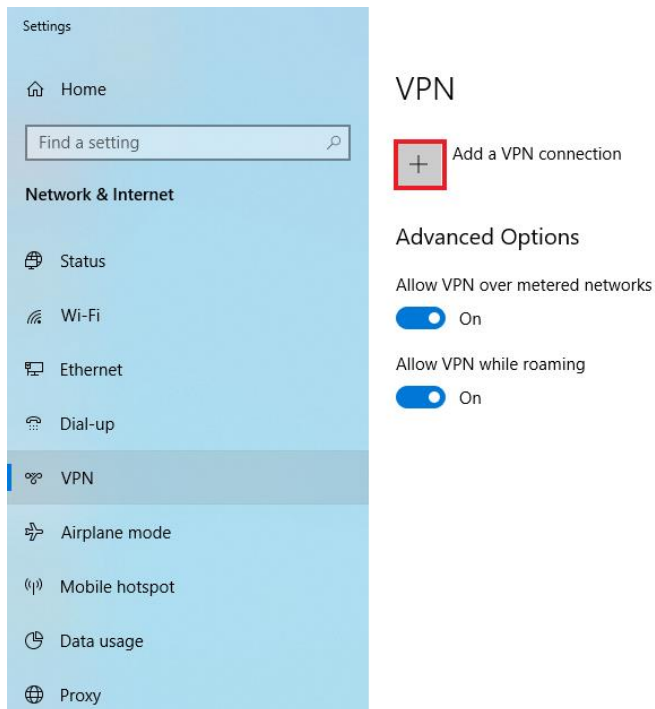 Settings
Home
Find a setting
Network & Internet
Status
Wi-Fi
Ethernet
Dial-up
VPN
Airplane mode
Mobile hotspot
Data usage
Proxy
VPN
Add a VPN connection
Advanced Options
Allow VPN over metered networks
On
Allow VPN while roaming
On